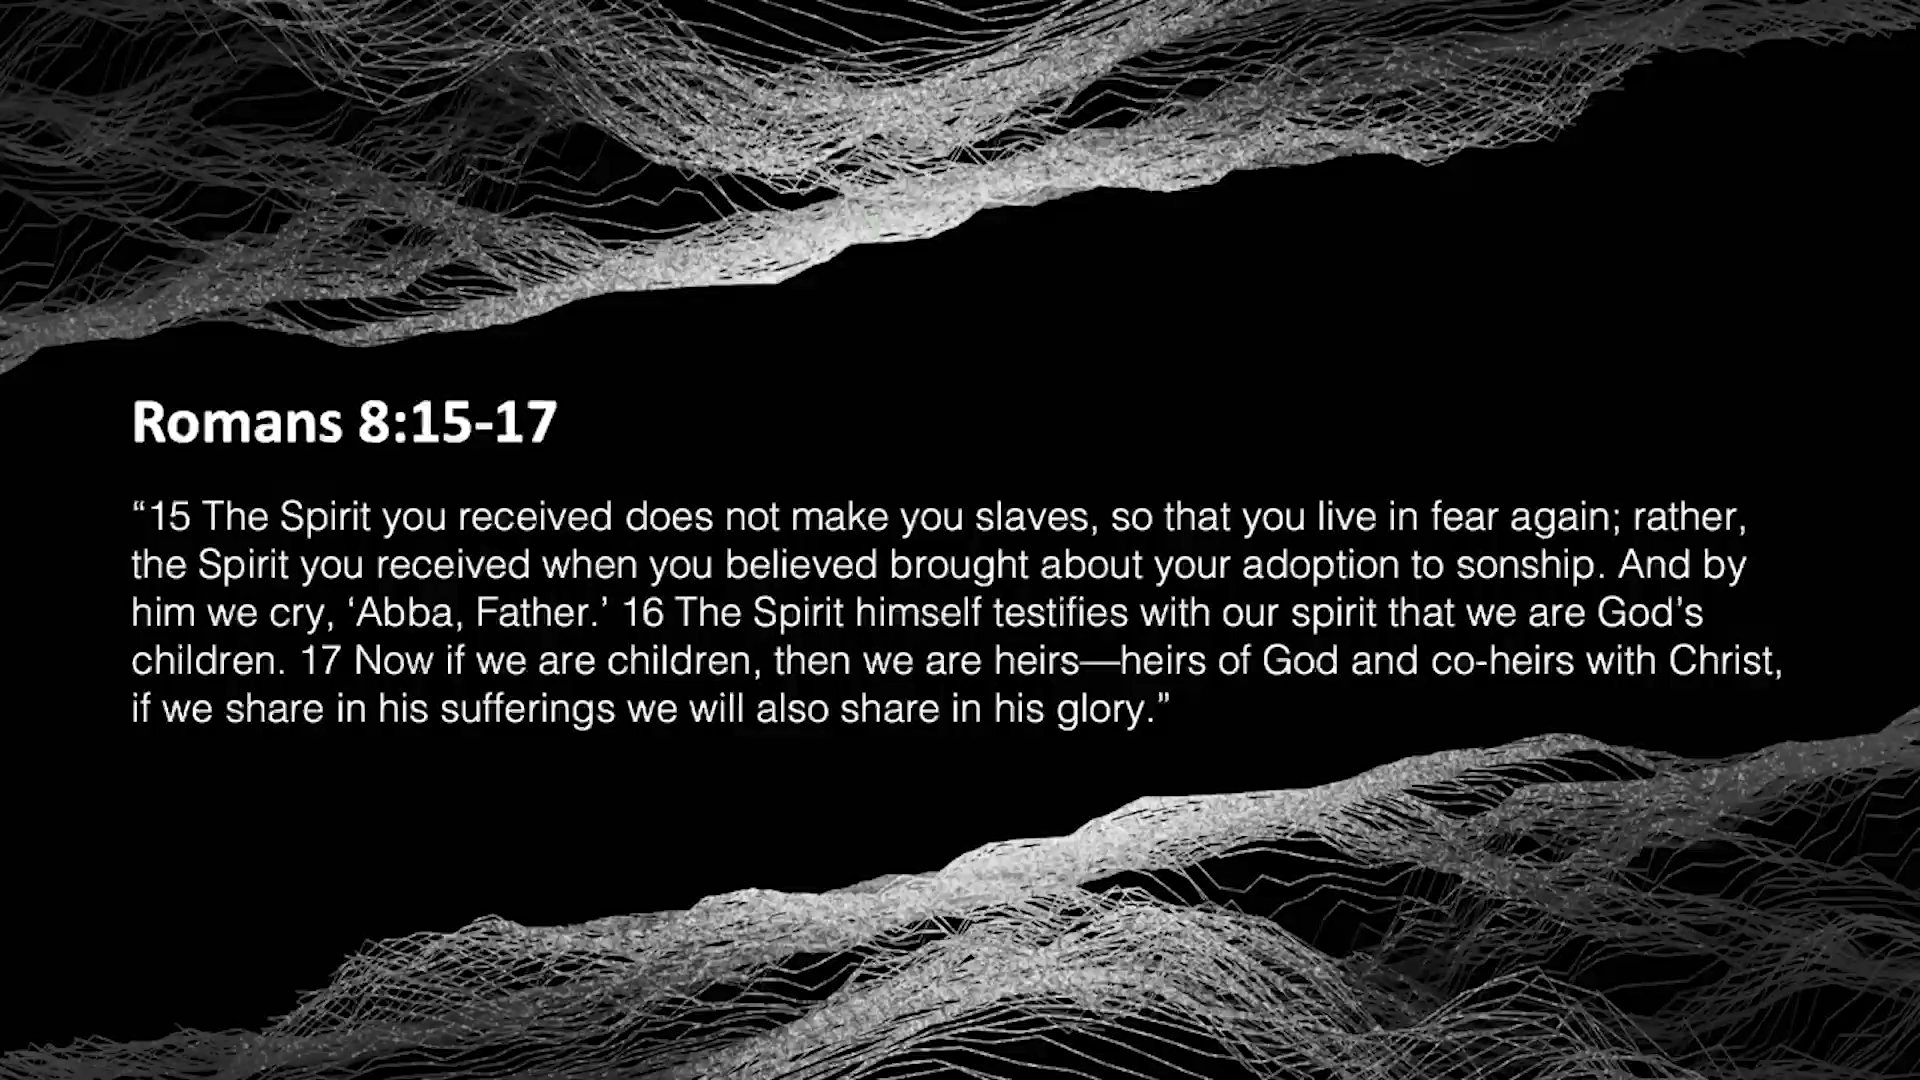 Romans 8:15-17
“15 The Spirit you received does not make you slaves, so that you live in fear again; rather,
the Spirit you received when you believed brought about your adoption to sonship. And by
him we cry, ‘Abba, Father.’ 16 The Spirit himself testifies with our spirit that we are God’s
children. 17 Now if we are children, then we are heirs—heirs of God and co-heirs with Christ,
if we share in his sufferings we will also share in his glory.”